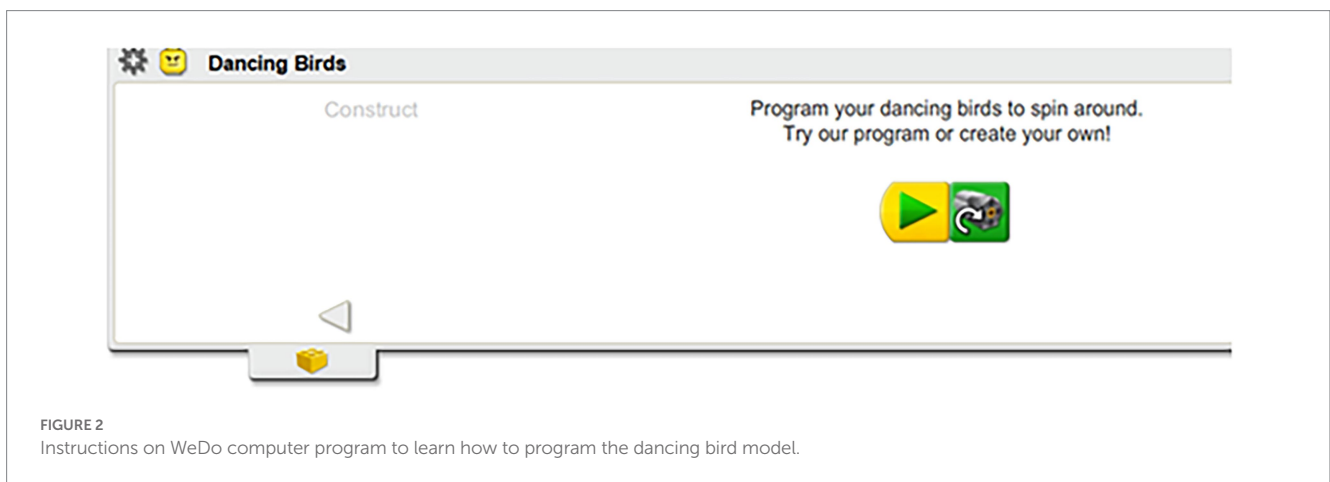 Dancing Birds
Construct
Program your dancing birds to spin around.
Try our program or create your own!
FIGURE 2
Instructions on WeDo computer program to learn how to program the dancing bird model.